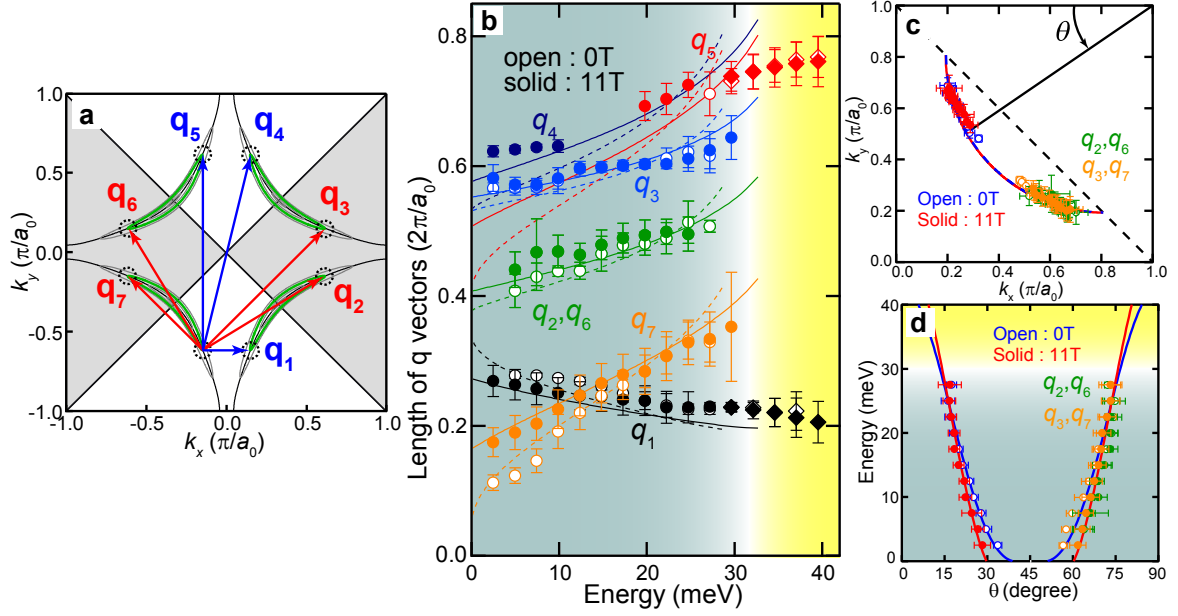 a
q5
q4
q6
q3
q7
q2
q1
1.0
0.5
0.0
-0.5
-1.0
-1.0
-0.5
0.0
0.5
1.0
ky (π/a0)
kx (π/a0)
b
open : 0T
solid : 11T
q5
q4
q3
q2,q6
q7
q1
0.8
0.6
0.4
0.2
0.0
0
10
20
30
40
Length of q vectors (2π/a0)
Energy (meV)
c
θ
q2,q6
q3,q7
Open : 0T
Solid : 11T
1.0
0.8
0.6
0.4
0.2
0.0
0.0
0.2
0.4
0.6
0.8
1.0
ky (π/a0)
kx (π/a0)
d
Open : 0T
Solid : 11T
q2,q6
q3,q7
40
30
20
10
0
0
15
30
45
60
75
90
Energy (meV)
θ (degree)